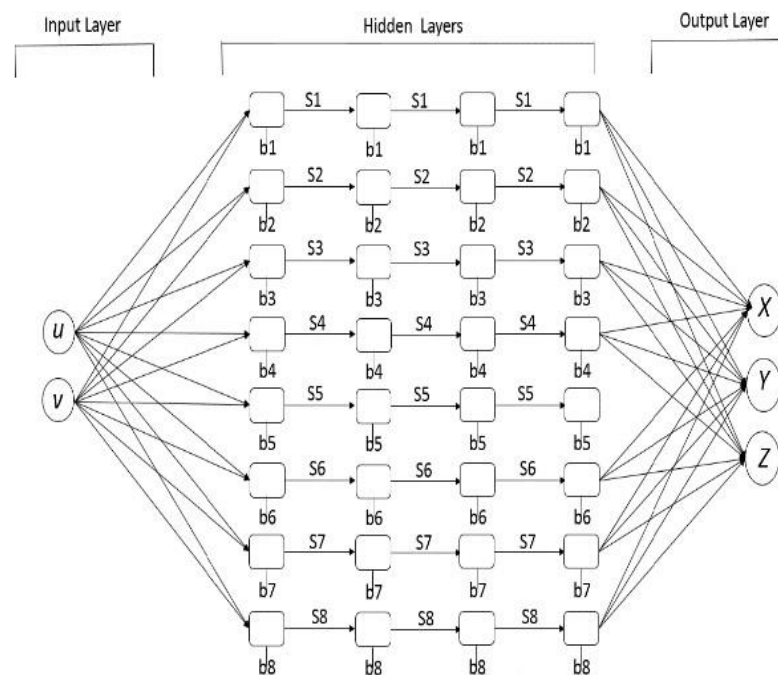 Input Layer Hidden Layers Output Layer
S1 S1 S1
b1 b1 b1 b1
S2 S2 S2
b2 b2 b2 b2
S3 S3 S3
b3 b3 b3 b3
u S4 S4 S4 X
b4 b4 b4 b4
v S5 S5 S5 Y
b5 b5 b5 b5
S6 S6 S6 Z
b6 b6 b6 b6
S7 S7 S7
b7 b7 b7 b7
S8 S8 S8
b8 b8 b8 b8